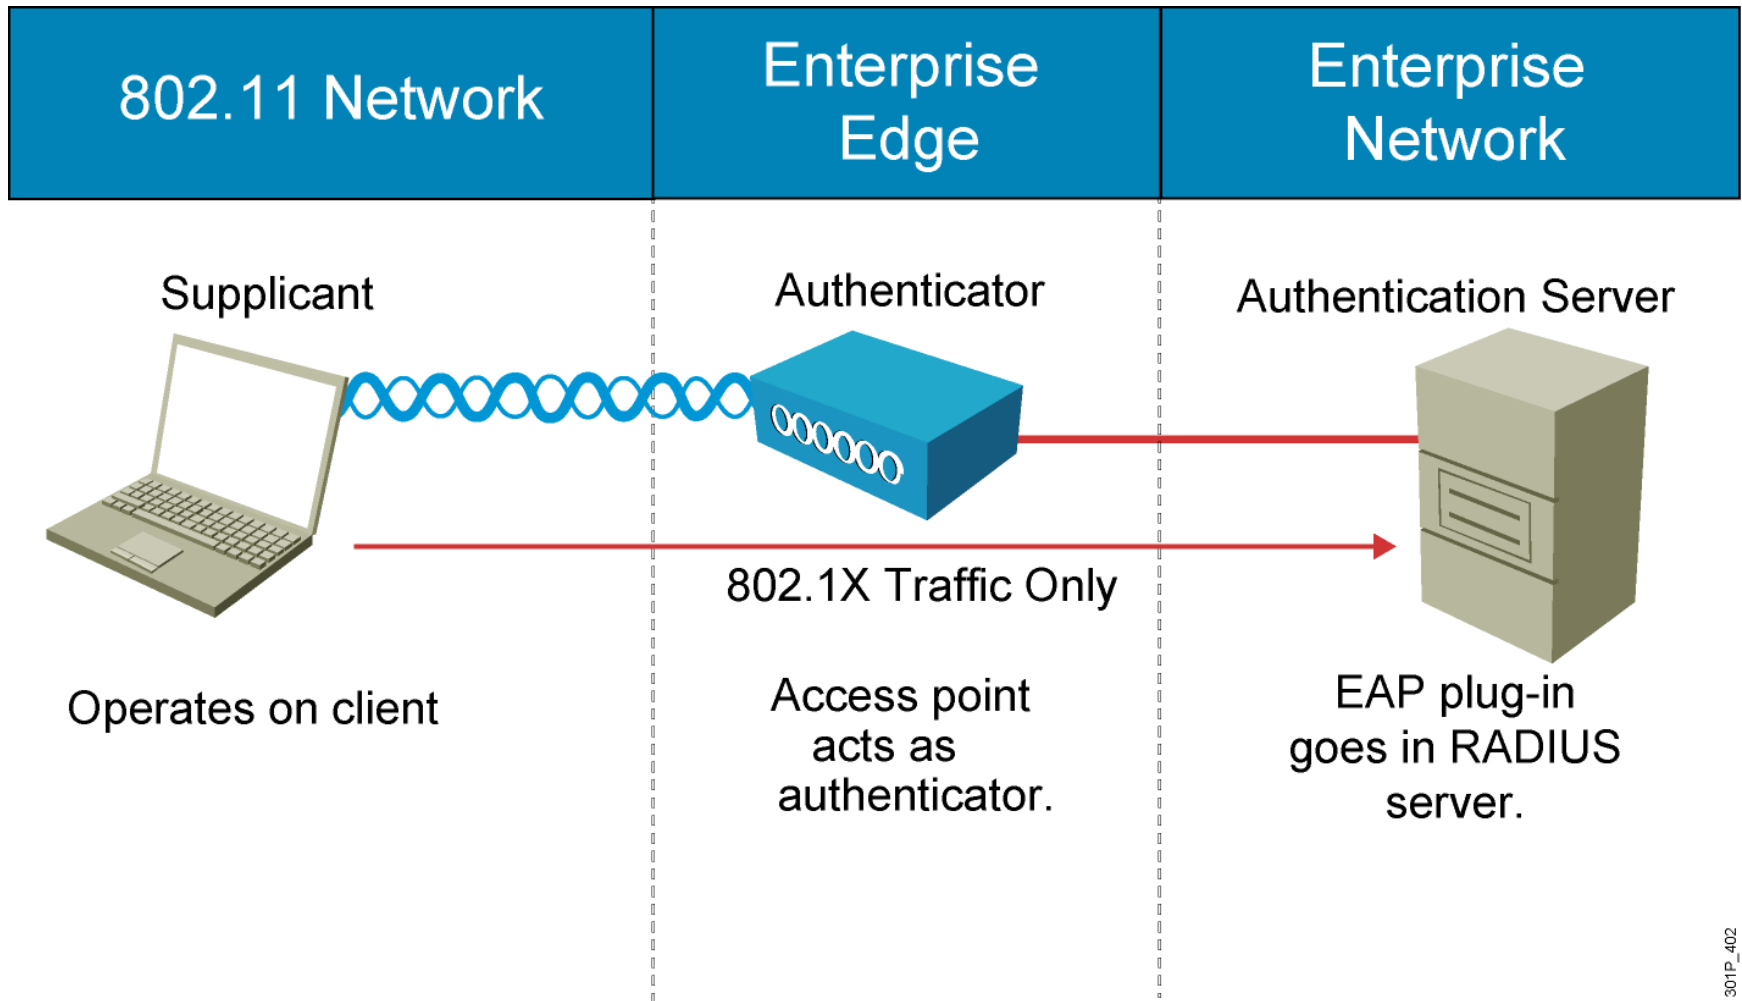 802.11 Network
Enterprise
Edge
Enterprise
Network
Supplicant
Authenticator
Authentication Server
802.1X Traffic Only
Operates on client
Access point
acts as
authenticator.
EAP plug-in
goes in RADIUS
server.
301P_402